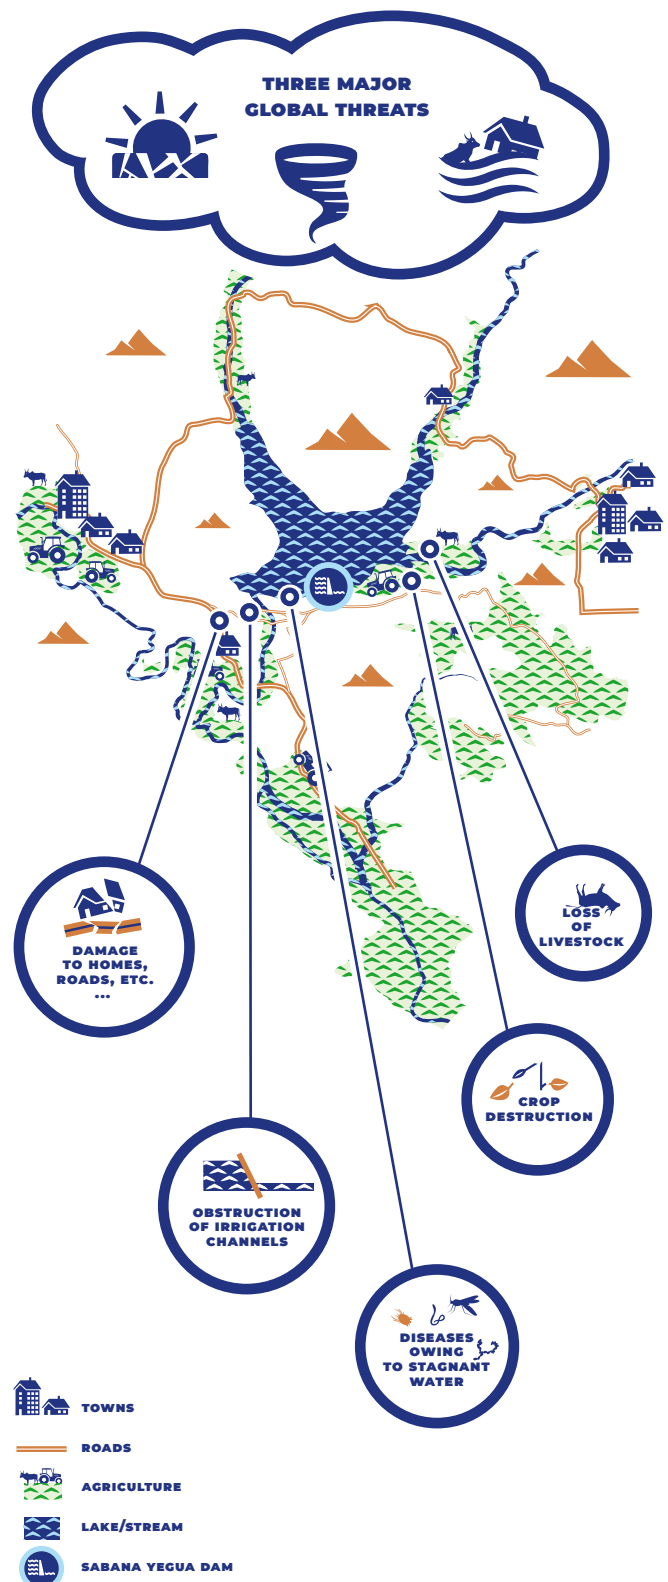 THREE MAJOR
GLOBAL THREATS
DAMAGE
TO HOMES,
ROADS, ETC.
...
LOSS
OF
LIVESTOCK
CROP
DESTRUCTION
OBSTRUCTION
OF IRRIGATION
CHANNELS
DISEASES
OWING
TO STAGNANT
WATER
TOWNS
ROADS
AGRICULTURE
LAKE/STREAM
SABANA YEGUA DAM